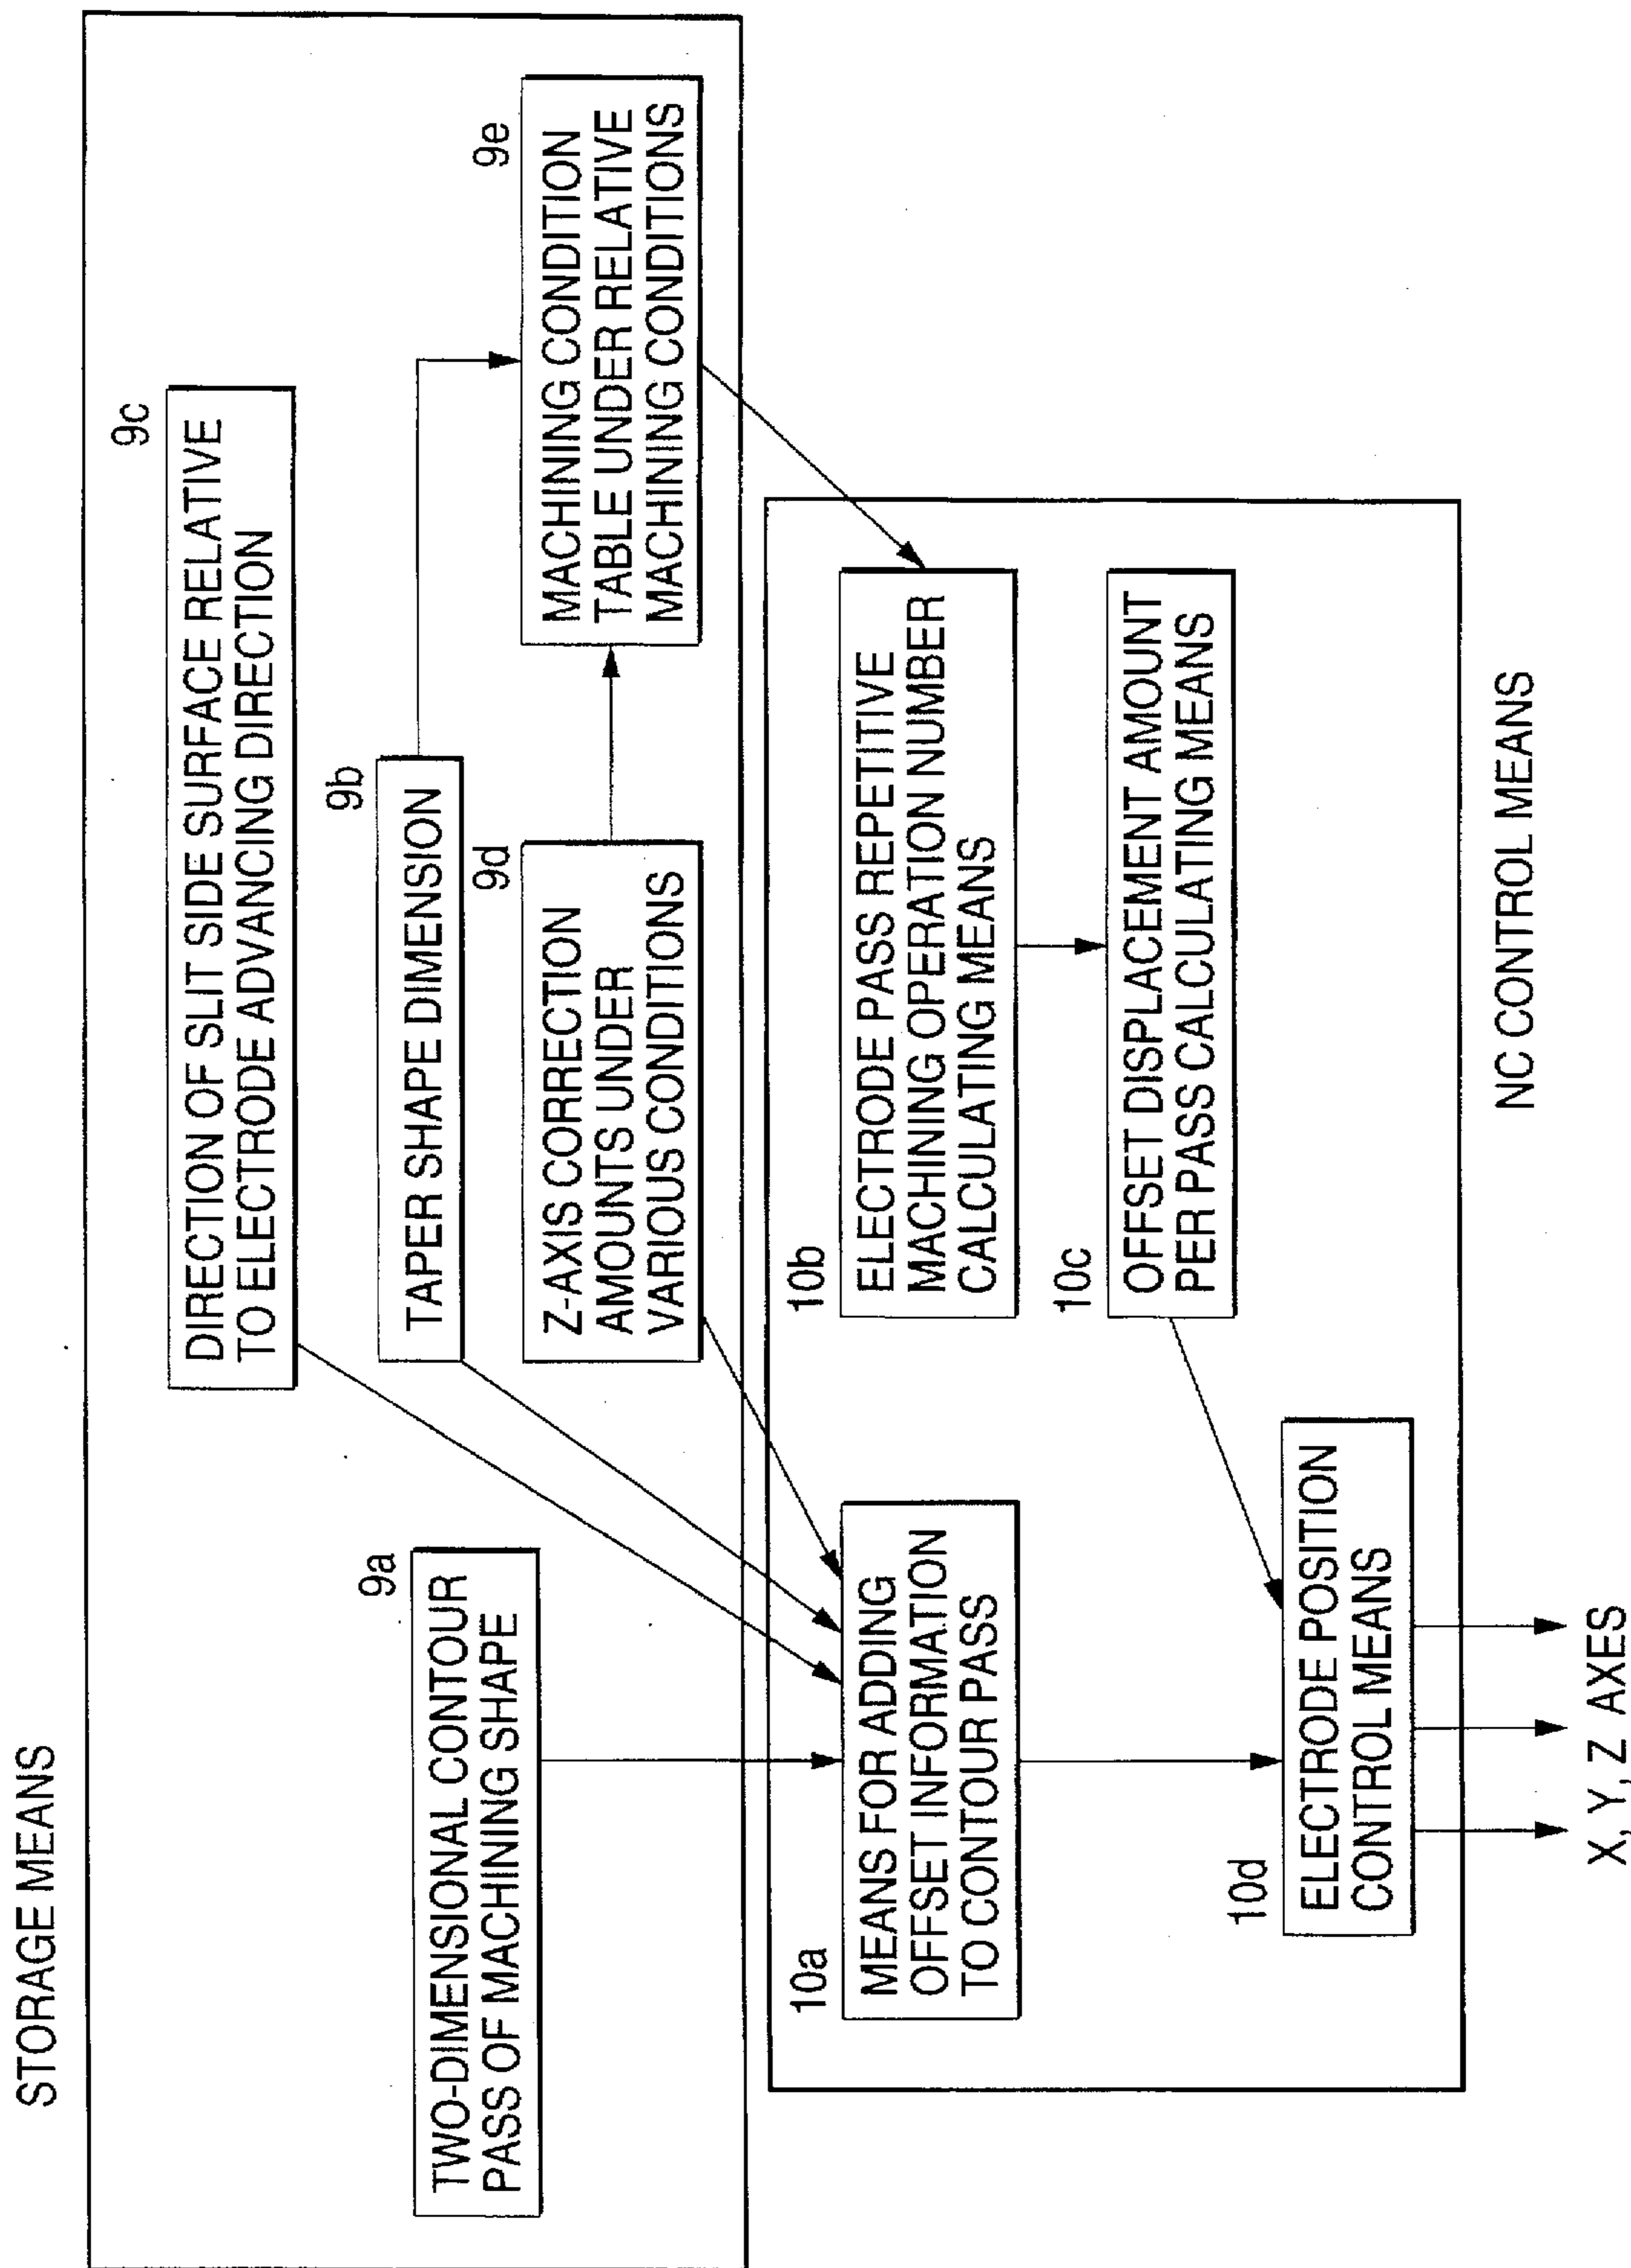 STORAGE MEANS
9c
DIRECTION OF SLIT SIDE SURFACE RELATIVE
TO ELECTRODE ADVANCING DIRECTION
9a
TWO-DIMENSIONAL CONTOUR
PASS OF MACHINING SHAPE
9b
TAPER SHAPE DIMENSION
9d
Z-AXIS CORRECTION
AMOUNTS UNDER
VARIOUS CONDITIONS
9e
MACHINING CONDITION
TABLE UNDER RELATIVE
MACHINING CONDITIONS
10a
MEANS FOR ADDING
OFFSET INFORMATION
TO CONTOUR PASS
10b
ELECTRODE PASS REPETITIVE
MACHINING OPERATION NUMBER
CALCULATING MEANS
10c
OFFSET DISPLACEMENT AMOUNT
PER PASS CALCULATING MEANS
10d
ELECTRODE POSITION
CONTROL MEANS
NC CONTROL MEANS
X, Y, Z AXES